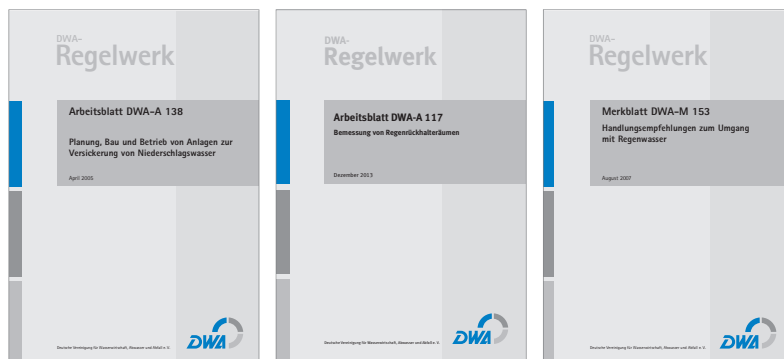 DWA-
Regelwerk
Arbeitsblatt DWA-A 138
Planung, Bau und Betrieb von Anlagen zur
Versickerung von Niederschlagswasser
April 2005
Deutsche Vereinigung für Wasserwirtschaft, Abwasser und Abfall e. V.
DWA
DWA-
Regelwerk
Arbeitsblatt DWA-A 117
Bemessung von Regenrückhalteräumen
Dezember 2013
Deutsche Vereinigung für Wasserwirtschaft, Abwasser und Abfall e. V.
DWA
DWA-
Regelwerk
Merkblatt DWA-M 153
Handlungsempfehlungen zum Umgang
mit Regenwasser
August 2007
Deutsche Vereinigung für Wasserwirtschaft, Abwasser und Abfall e. V.
DWA